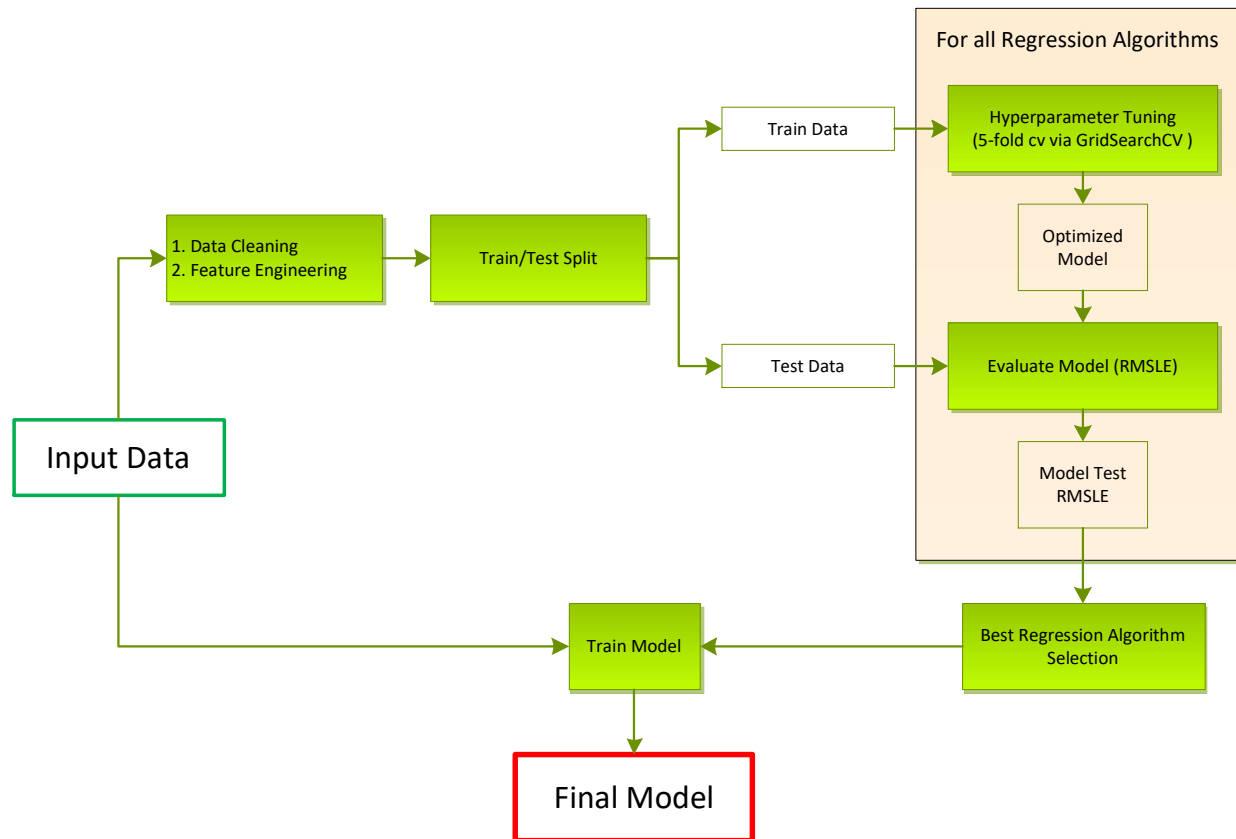 For all Regression Algorithms
Train Data
Hyperparameter Tuning
(5-fold cv via GridSearchCV )
1. Data Cleaning
2. Feature Engineering
Train/Test Split
Optimized
Model
Test Data
Evaluate Model (RMSLE)
Input Data
Model Test
RMSLE
Train Model
Best Regression Algorithm
Selection
Final Model